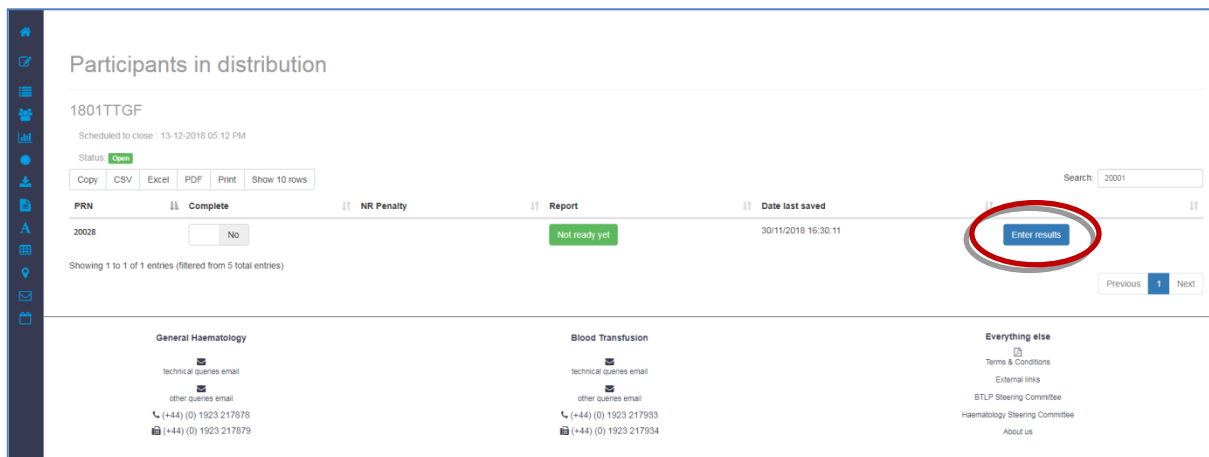 Participants in distribution
1801TTGF
Scheduled to close : 13-12-2018 05:12 PM
Status: Open
Copy CSV Excel PDF Print Show 10 rows Search: 20001
PRN Complete NR Penalty Report Date last saved
20028 No Not ready yet 30/11/2018 16:30:11 Enter results
Showing 1 to 1 of 1 entries (filtered from 5 total entries)
Previous 1 Next
General Haematology Blood Transfusion Everything else
technical queries email technical queries email Terms & Conditions
External links
other queries email other queries email BTLP Steering Committee
(+44) (0) 1923 217878 (+44) (0) 1923 217933 Haematology Steering Committee
(+44) (0) 1923 217879 (+44) (0) 1923 217934 About us